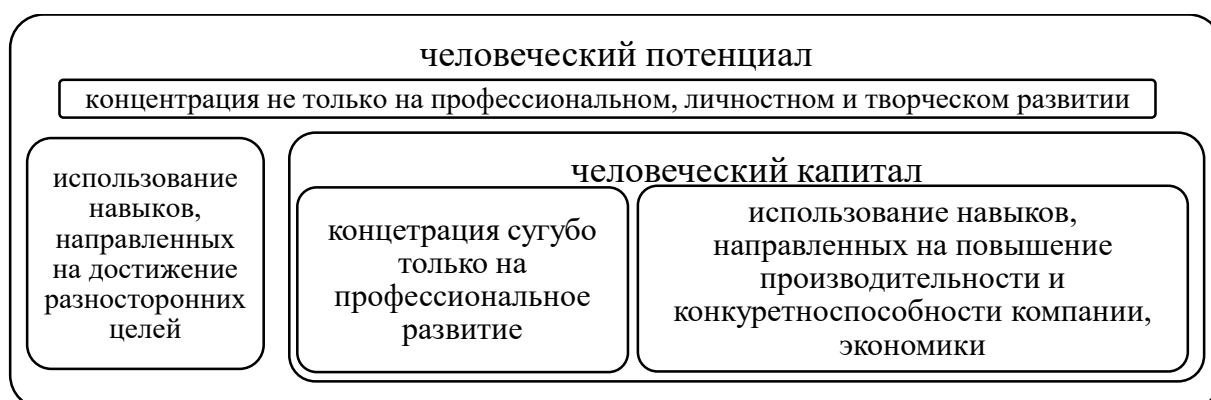 человеческий потенциал
концентрация не только на профессиональном, личностном и творческом развитии
использование
навыков,
направленных
на достижение
разносторонних
целей
человеческий капитал
концетрация сугубо
только на
профессиональное
развитие
использование навыков,
направленных на повышение
производительности и
конкуретноспособности компании,
экономики